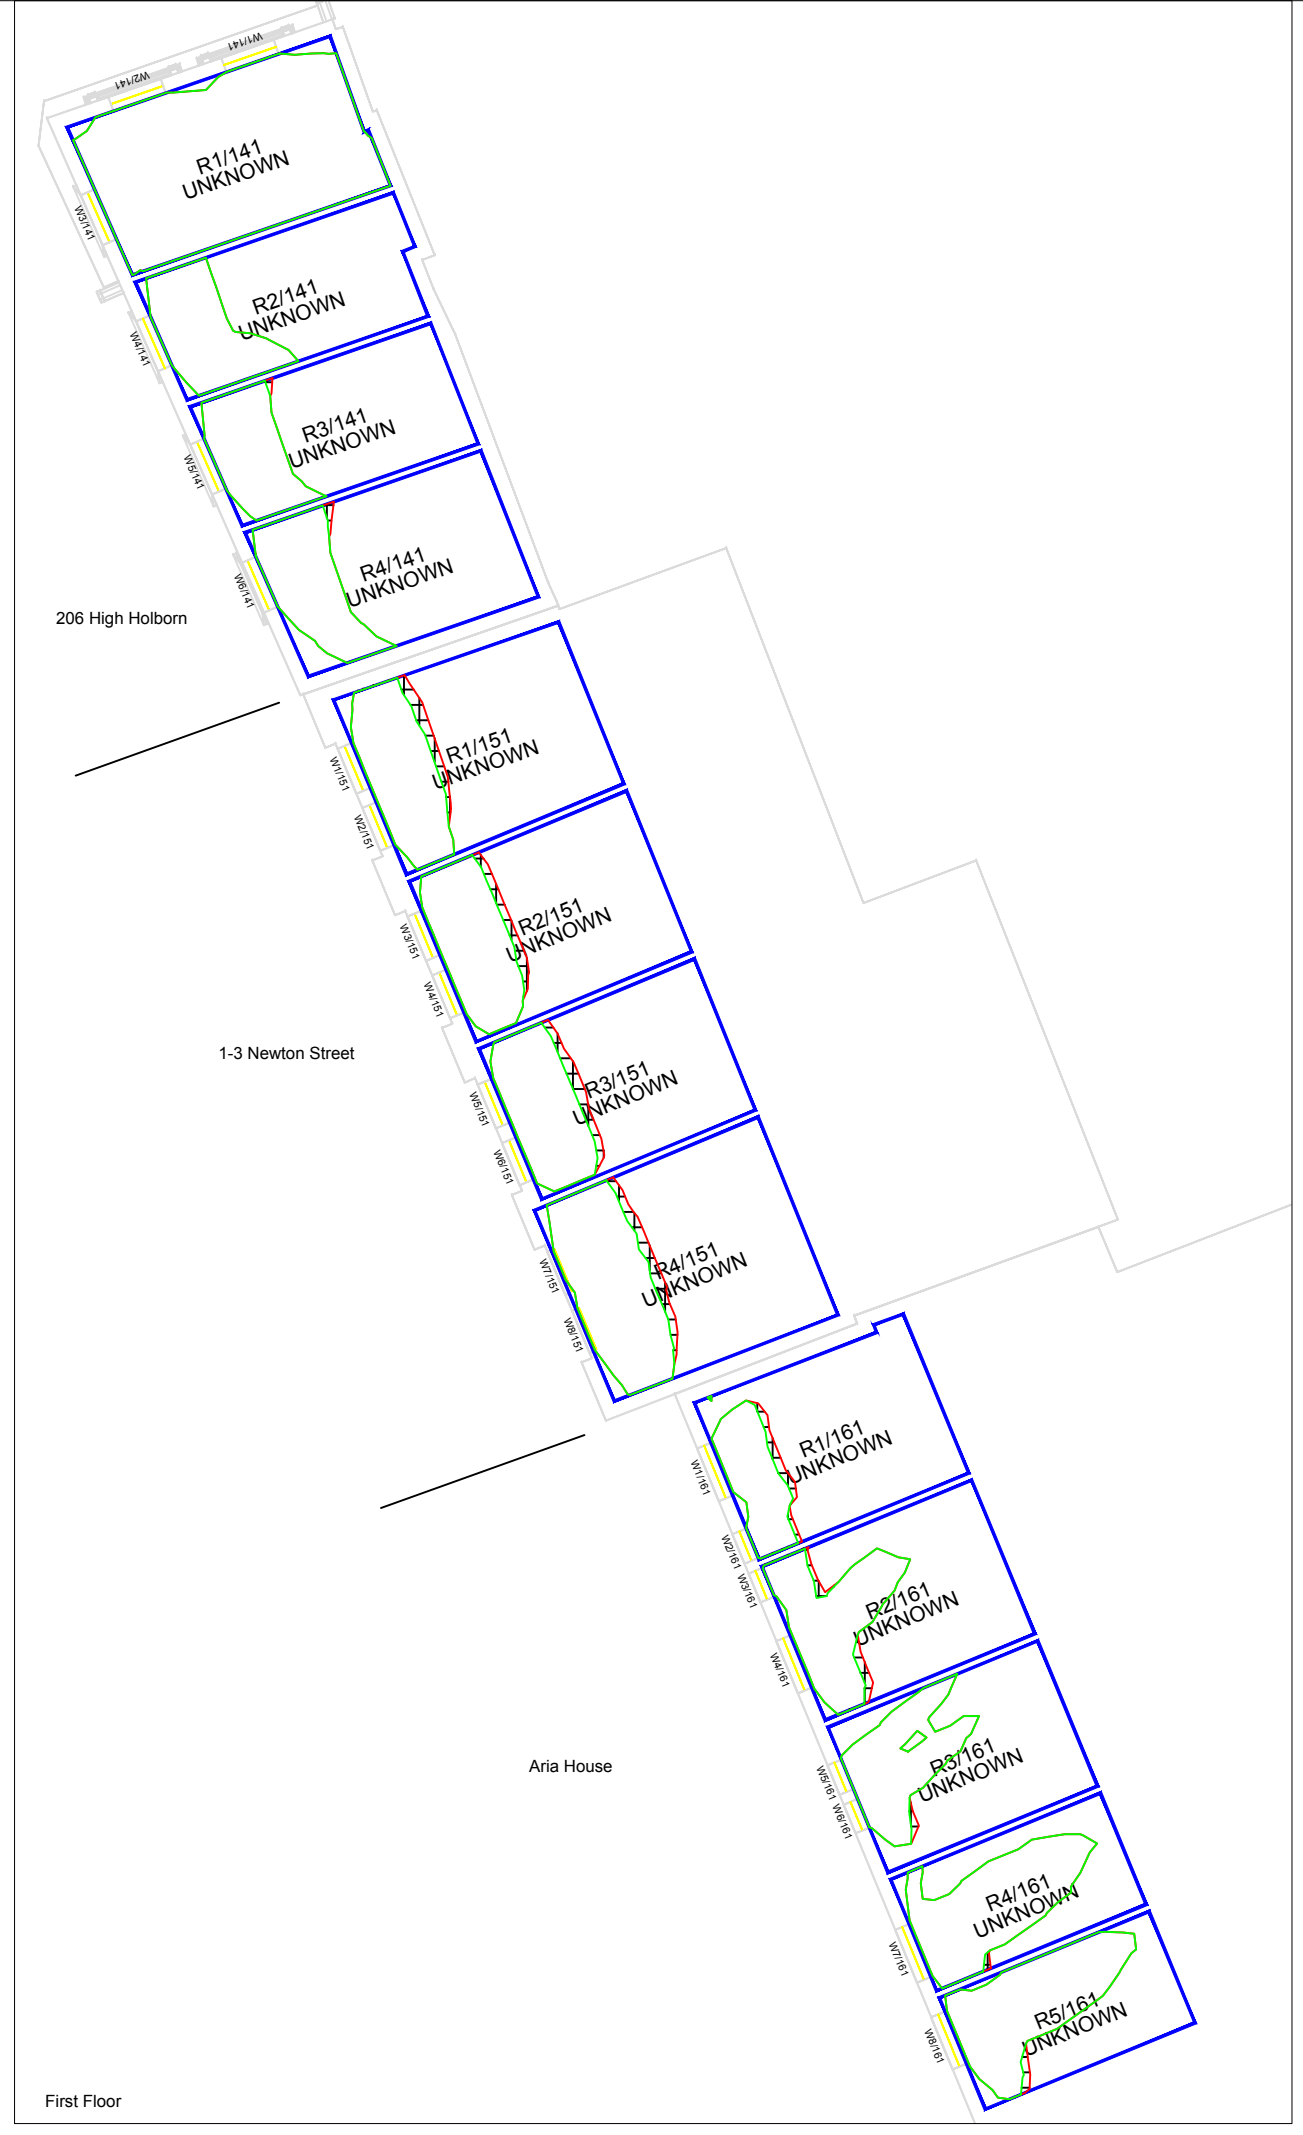 W1/141
W2/141
R1/141
UNKNOWN
W3/141
R2/141
UNKNOWN
W4/141
R3/141
UNKNOWN
W5/141
R4/141
UNKNOWN
W6/141
206 High Holborn
R1/151
UNKNOWN
W1/151
W2/151
R2/151
UNKNOWN
W3/151
W4/151
1-3 Newton Street
R3/151
UNKNOWN
W5/151
W6/151
R4/151
UNKNOWN
W7/151
W8/151
R1/161
UNKNOWN
W1/161
W2/161
W3/161
R2/161
UNKNOWN
W4/161
R3/161
UNKNOWN
Aria House
W5/161
W6/161
R4/161
UNKNOWN
W7/161
R5/161
UNKNOWN
W8/161
First Floor